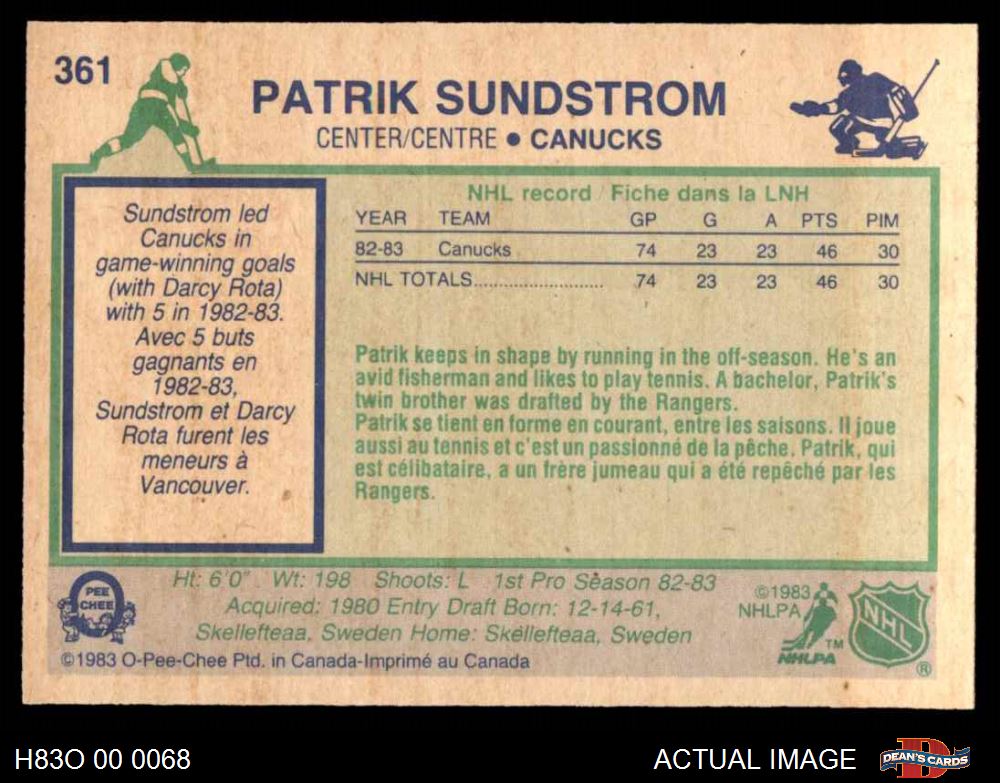 361
PATRIK SUNDSTROM
CENTER/CENTRE • CANUCKS
Sundstrom led
Canucks in
game-winning goals
(with Darcy Rota)
with 5 in 1982-83.
Avec 5 buts
gagnants en
1982-83,
Sundstrom et Darcy
Rota furent les
meneurs à
Vancouver.
NHL record Fiche dans la LNH
YEAR TEAM GP G A PTS PIM
82-83 Canucks 74 23 23 46 30
NHL TOTALS.......................... 74 23 23 46 30
Patrik keeps in shape by running in the off-season. He's an
avid fisherman and likes to play tennis. A bachelor, Patrik's
twin brother was drafted by the Rangers.
Patrik se tient en forme en courant, entre les saisons. Il joue
aussi au tennis et c'est un passionné de la pêche. Patrik, qui
est célibataire, a un frère jumeau qui a été repêché par les
Rangers.
PEE
CHEE
Ht: 6'0" Wt: 198 Shoots: L 1st Pro Season 82-83
Acquired: 1980 Entry Draft Born: 12-14-61,
Skellefteaa, Sweden Home: Skellefteaa, Sweden
©1983 O-Pee-Chee Ptd. in Canada-Imprimé au Canada
©1983
NHLPA
TM
NHLPA
NHL
®
H83O 00 0068
ACTUAL IMAGE
DEAN'S CARDS